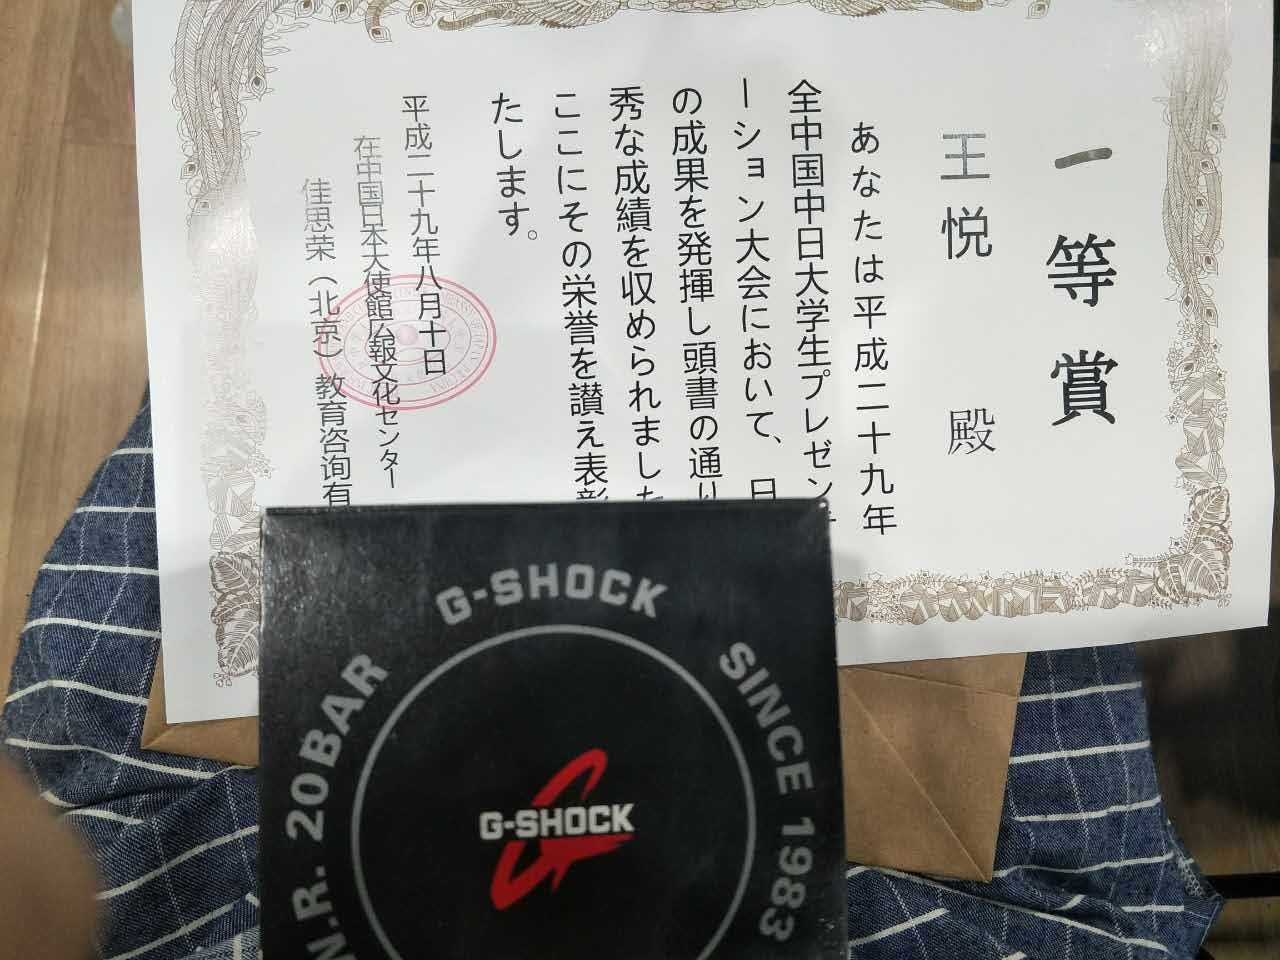 一等賞
王悦 殿
あなたは平成二十九年
全中国中日大学生プレゼン
ーション大会において、日
の成果を発揮し頭書の通り
秀な成績を収められました
ここにその栄誉を讃え表彰
たします。
平成二十九年八月十日
在中国日本大使館広報文化センター
佳思荣（北京）教育咨询有
G-SHOCK
SINCE 1983
W.R. 20BAR
G-SHOCK